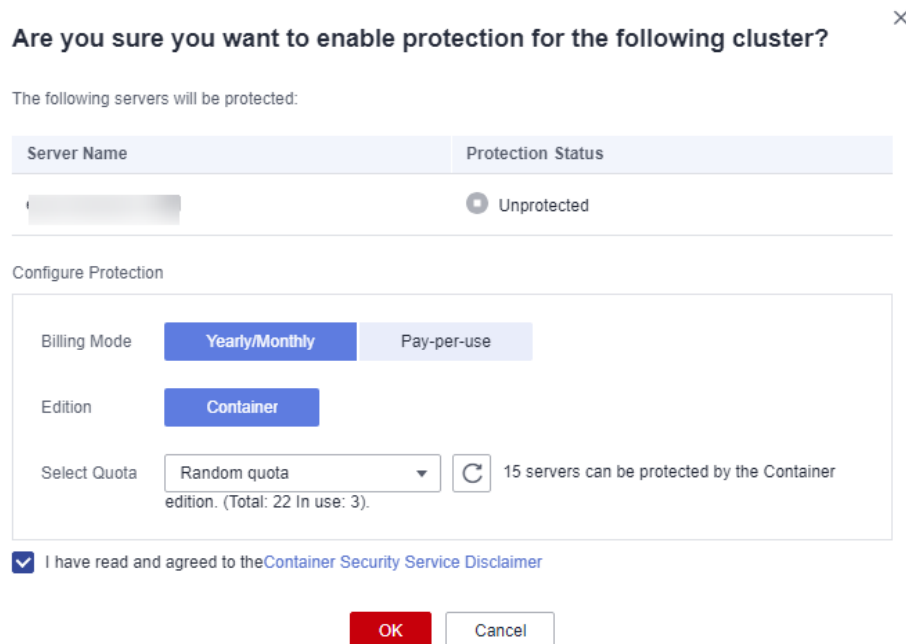 Are you sure you want to enable protection for the following cluster?
The following servers will be protected:
Server Name Protection Status
Unprotected
Configure Protection
Billing Mode Yearly/Monthly Pay-per-use
Edition Container
Select Quota Random quota 15 servers can be protected by the Container
edition. (Total: 22 In use: 3).
I have read and agreed to theContainer Security Service Disclaimer
OK Cancel